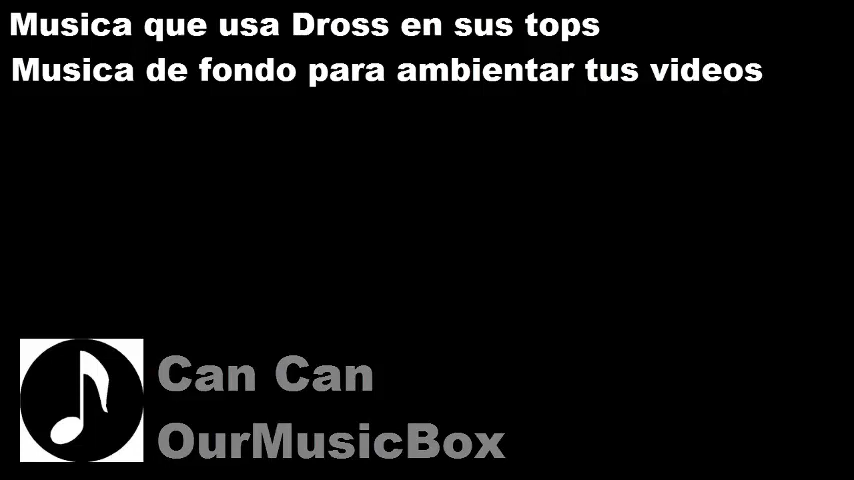 Musica que usa Dross en sus tops
Musica de fondo para ambientar tus videos
Can Can
OurMusicBox